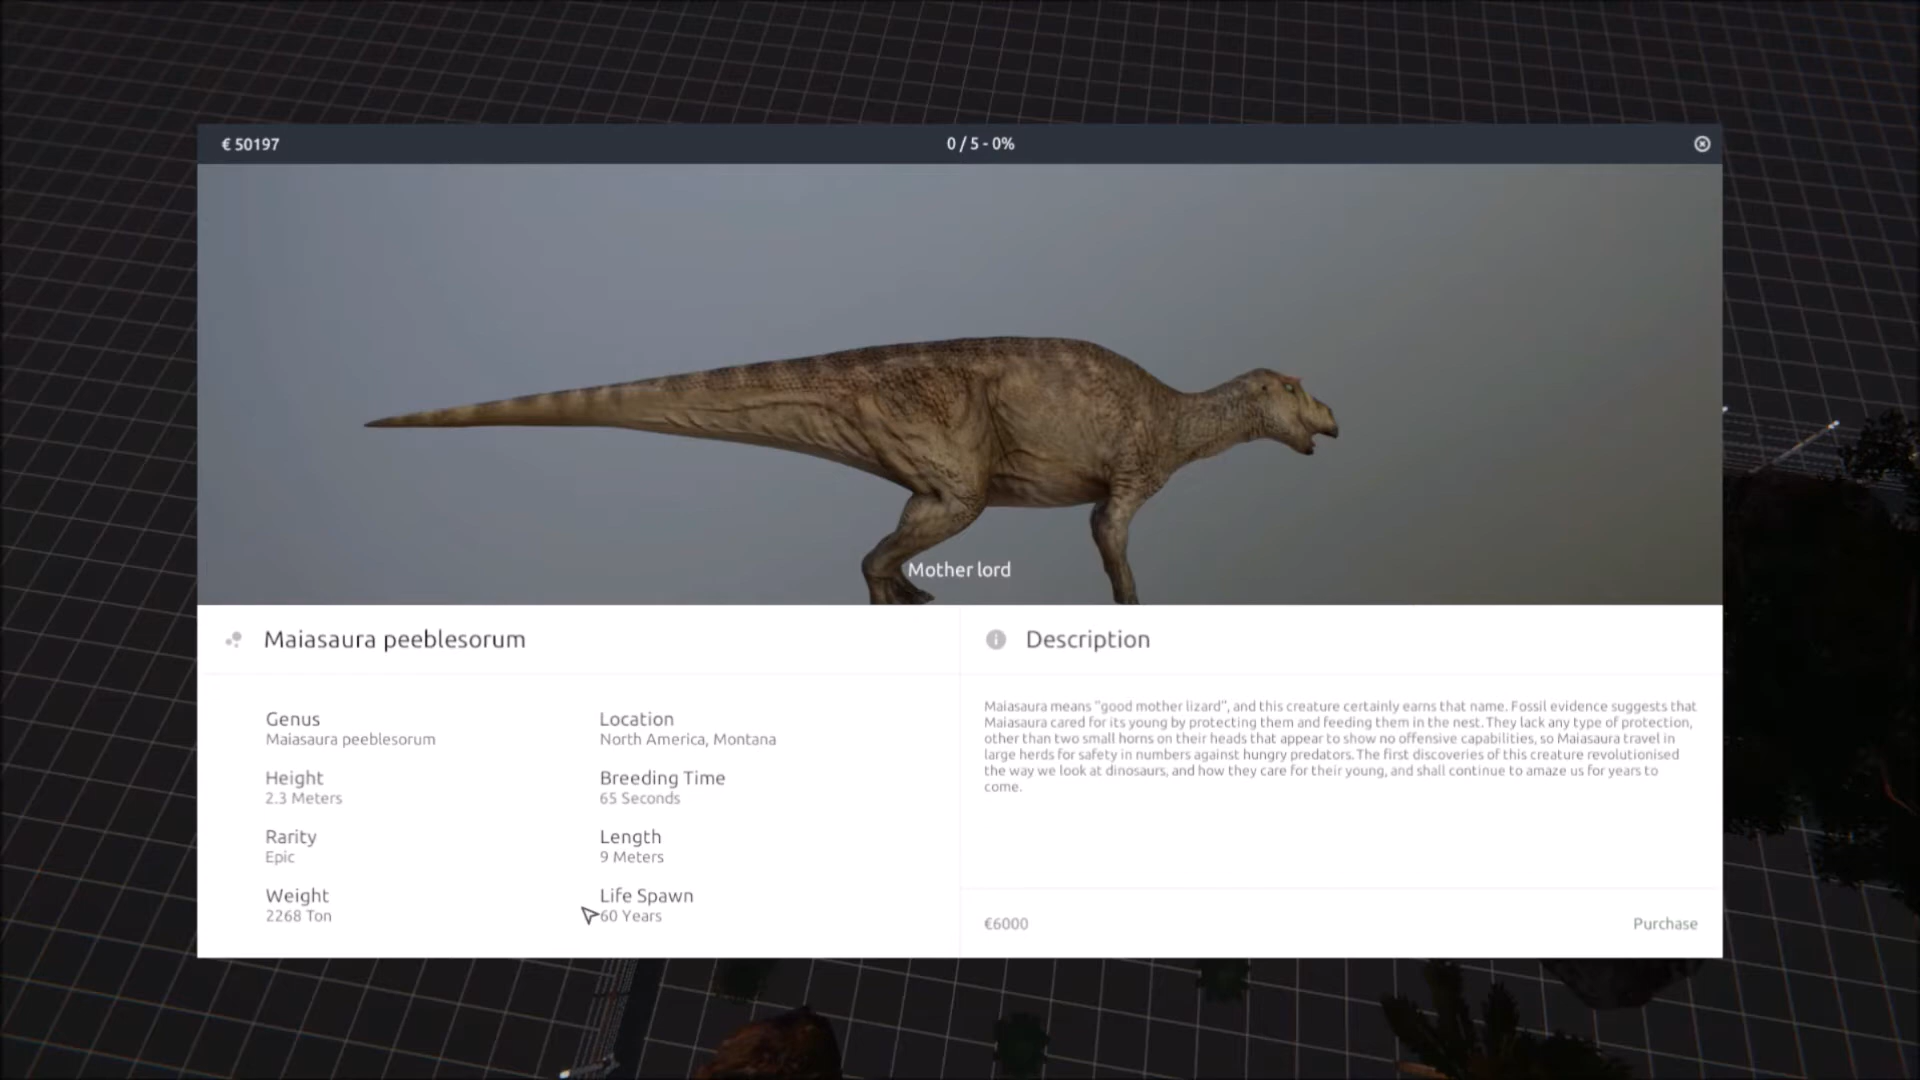 € 50197
0 / 5 - 0%
Mother lord
Maiasaura peeblesorum
Genus
Maiasaura peeblesorum
Height
2.3 Meters
Rarity
Epic
Weight
2268 Ton
Location
North America, Montana
Breeding Time
65 Seconds
Length
9 Meters
Life Spawn
60 Years
Description
Maiasaura means "good mother lizard", and this creature certainly earns that name. Fossil evidence suggests that
Maiasaura cared for its young by protecting them and feeding them in the nest. They lack any type of protection,
other than two small horns on their heads that appear to show no offensive capabilities, so Maiasaura travel in
large herds for safety in numbers against hungry predators. The first discoveries of this creature revolutionised
the way we look at dinosaurs, and how they care for their young, and shall continue to amaze us for years to
come.
€6000
Purchase